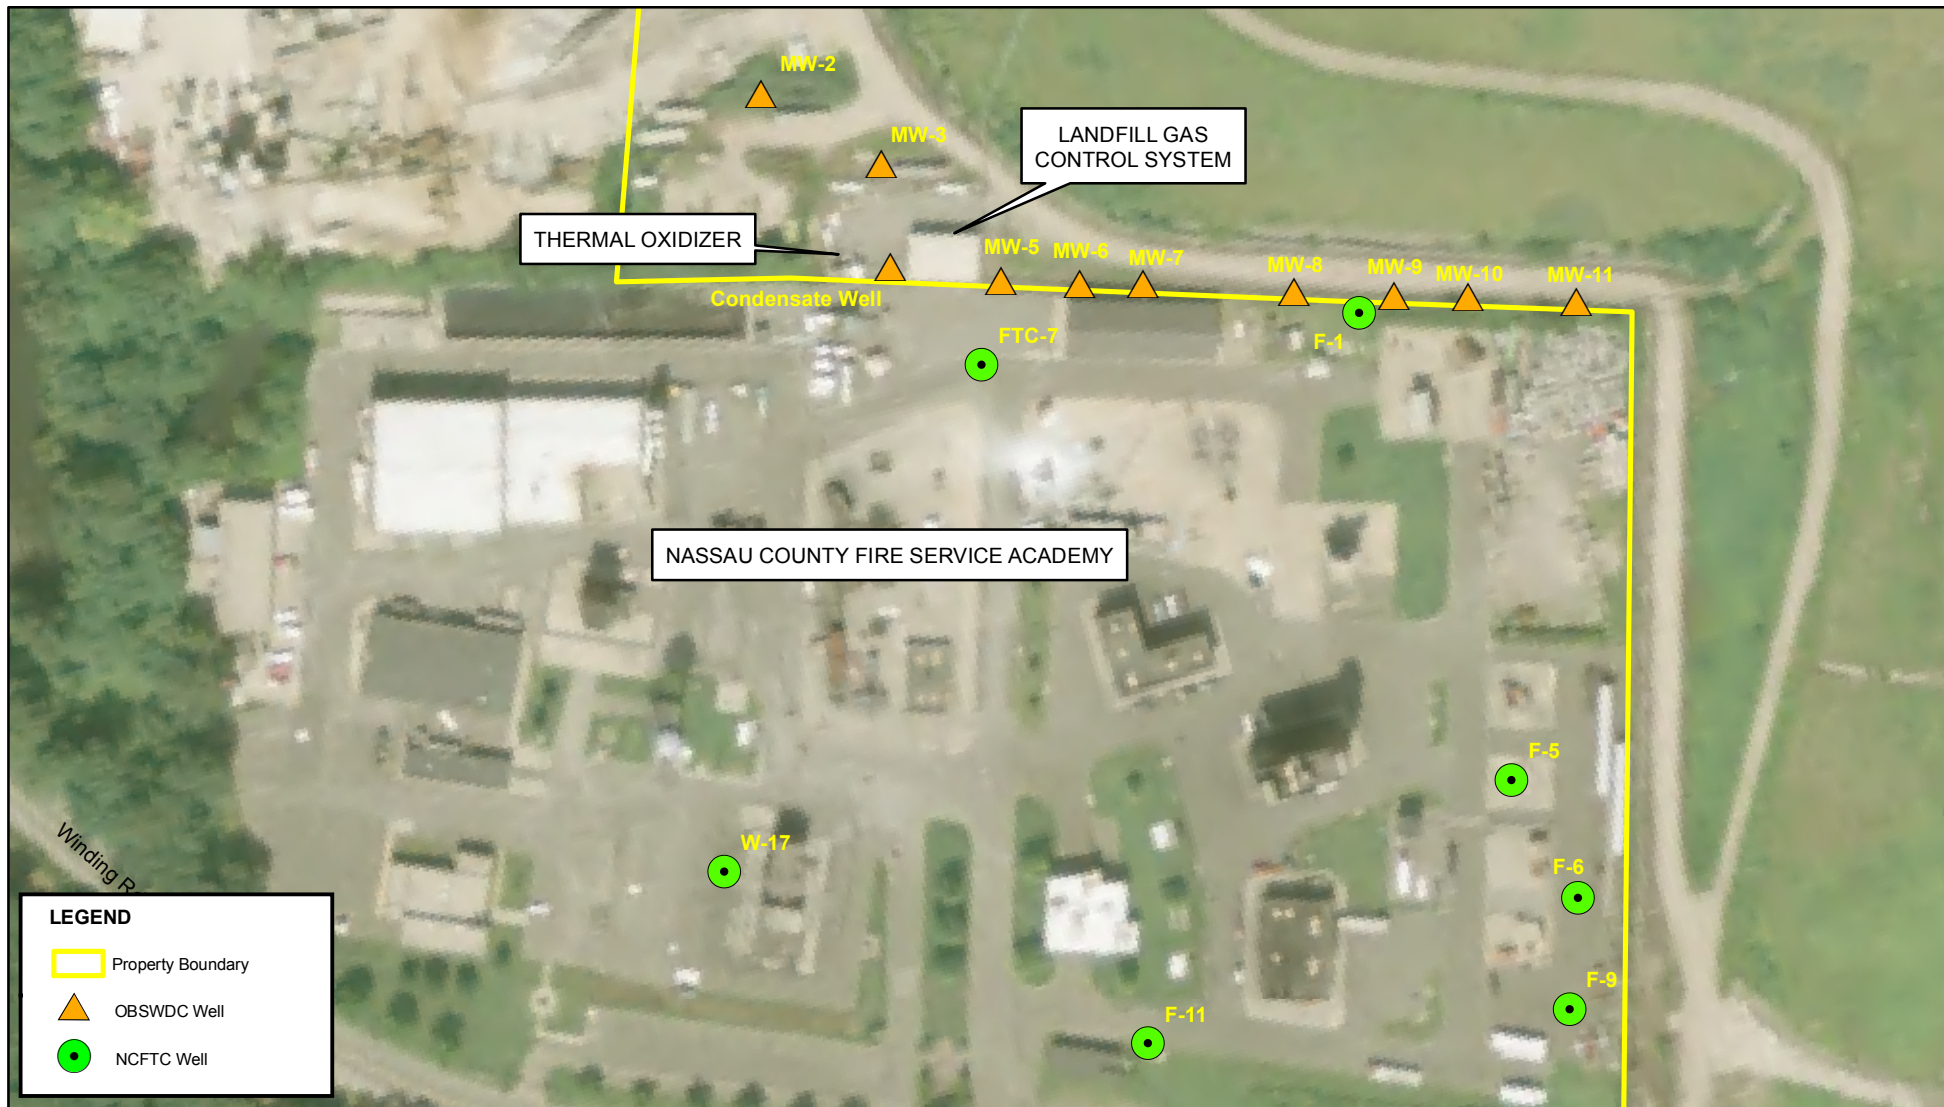 MW-2
MW-3
LANDFILL GAS
CONTROL SYSTEM
THERMAL OXIDIZER
MW-5
MW-6
MW-7
MW-8
MW-9
MW-10
MW-11
Condensate Well
FTC-7
F-1
NASSAU COUNTY FIRE SERVICE ACADEMY
F-5
W-17
F-6
F-9
F-11
Winding
LEGEND
Property Boundary
OBSWDC Well
NCFTC Well